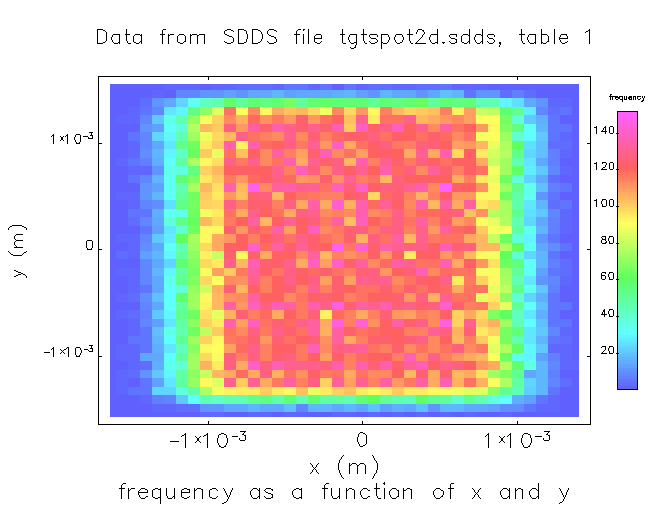 Data from SDDS file tgtspot2d.sdds, table 1
frequency
140.
120.
100.
80.
60.
40.
20.
1×10⁻³
0
−1×10⁻³
y (m)
−1×10⁻³ 0 1×10⁻³
x (m)
frequency as a function of x and y